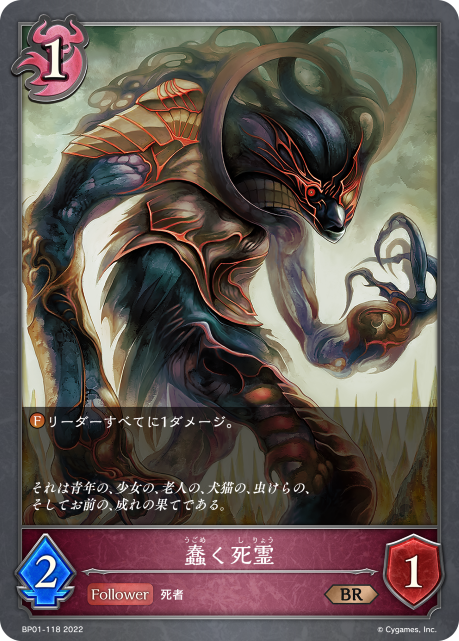 1
Fリーダーすべてに1ダメージ。
それは青年の、少女の、老人の、犬猫の、虫けらの、
そしてお前の、成れの果てである。
うごめ しりょう
蠢く死霊
2
Follower 死者
BR
1
BP01-118 2022
© Cygames, Inc.